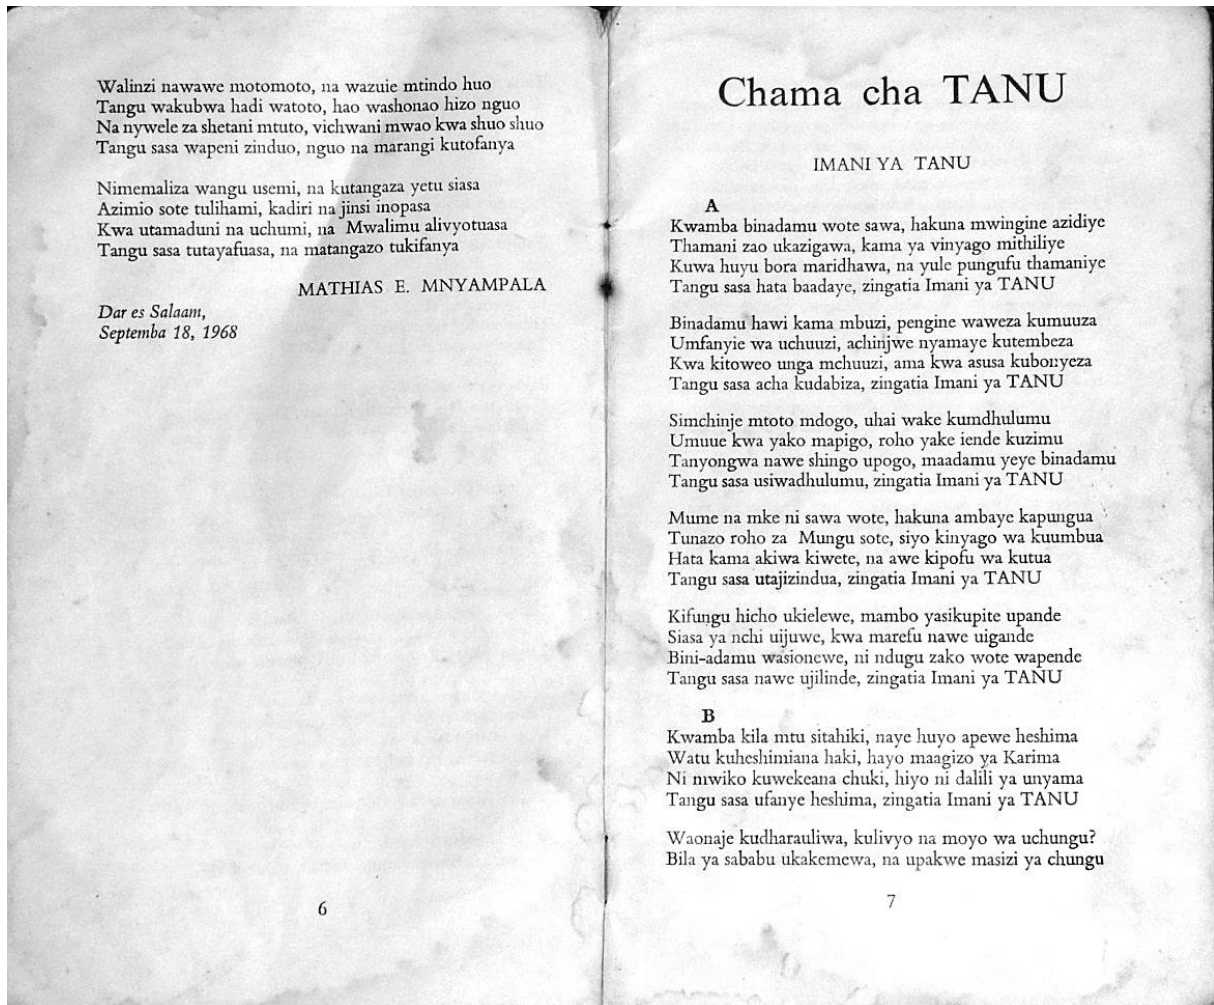 Walinzi nawawe motomoto, na wazuie mtindo huo
Tangu wakubwa hadi watoto, hao washonao hizo nguo
Na nywele za shetani mtuto, vichwani mwao kwa shuo shuo
Tangu sasa wapeni zinduo, nguo na marangi kutofanya

Nimemaliza wangu usemi, na kutangaza yetu siasa
Azimio sote tulihami, kadiri na jinsi inopasa
Kwa utamaduni na uchumi, na Mwalimu alivyotuasa
Tangu sasa tutayafuasa, na matangazo tukifanya

MATHIAS E. MNYAMPALA
Dar es Salaam,
Septemba 18, 1968

6

Chama cha TANU

IMANI YA TANU

A
Kwamba binadamu wote sawa, hakuna mwingine azidiye
Thamani zao ukazigawa, kama ya vinyago mithiliye
Kuwa huyu bora maridhawa, na yule pungufu thamaniye
Tangu sasa hata baadaye, zingatia Imani ya TANU

Binadamu hawi kama mbuzi, pengine waweza kumuuza
Umfanyie wa uchuuzi, achinjwe nyamaye kutembeza
Kwa kitoweo unga mchuuzi, ama kwa asusa kubonyeza
Tangu sasa acha kudabiza, zingatia Imani ya TANU

Simchinje mtoto mdogo, uhai wake kumdhulumu
Umuue kwa yako mapigo, roho yake iende kuzimu
Tanyongwa nawe shingo upogo, maadamu yeye binadamu
Tangu sasa usiwadhulumu, zingatia Imani ya TANU

Mume na mke ni sawa wote, hakuna ambaye kapungua
Tunazo roho za Mungu sote, siyo kinyago wa kuumbua
Hata kama akiwa kiwete, na awe kipofu wa kutua
Tangu sasa utajizindua, zingatia Imani ya TANU

Kifungu hicho ukielewe, mambo yasikupite upande
Siasa ya nchi uijuwe, kwa marefu nawe uigande
Bini-adamu wasionewe, ni ndugu zako wote wapende
Tangu sasa nawe ujilinde, zingatia Imani ya TANU

B
Kwamba kila mtu sitahiki, naye huyo apewe heshima
Watu kuheshimiana haki, hayo maagizo ya Karima
Ni mwiko kuwekeana chuki, hiyo ni dalili ya unyama
Tangu sasa ufanye heshima, zingatia Imani ya TANU

Waonaje kudharauliwa, kulivyo na moyo wa uchungu?
Bila ya sababu ukakemewa, na upakwe masizi ya chungu

7